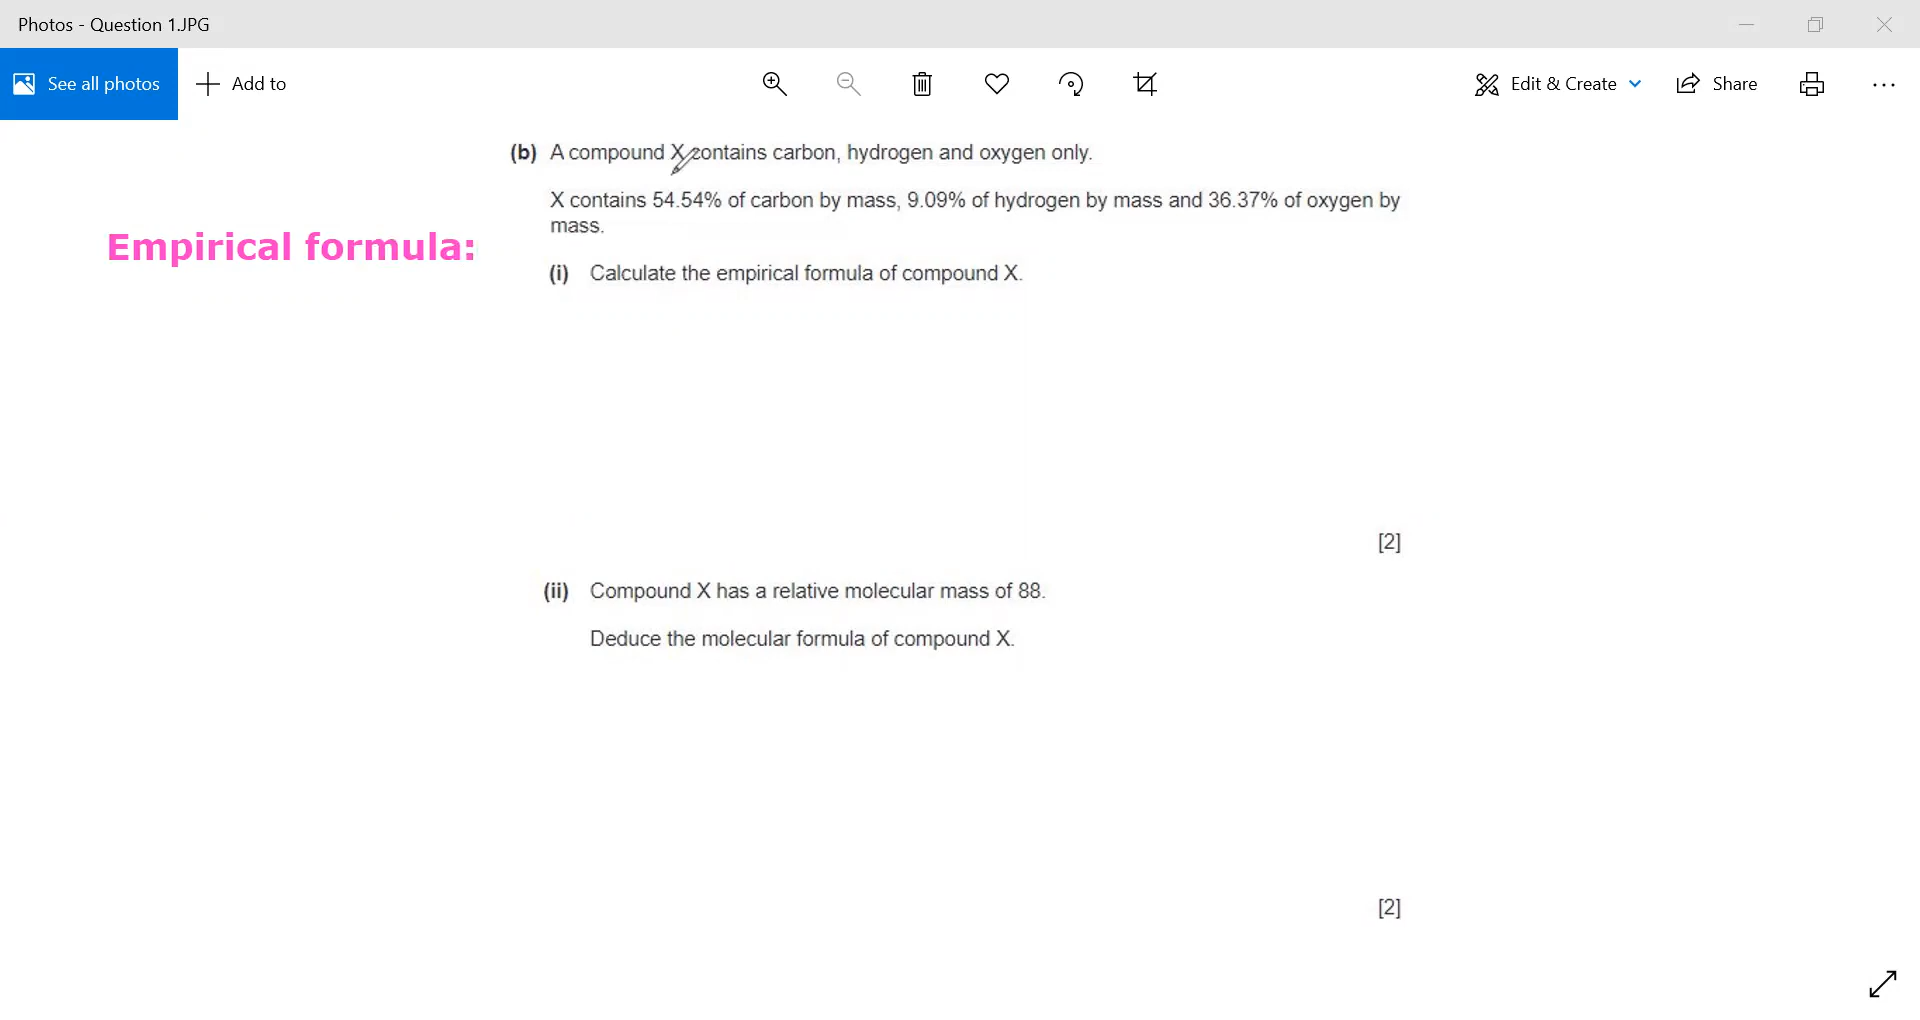 Photos - Question 1.JPG
See all photos
Add to
Edit & Create
Share
(b) A compound X contains carbon, hydrogen and oxygen only.
X contains 54.54% of carbon by mass, 9.09% of hydrogen by mass and 36.37% of oxygen by
mass.
Empirical formula:
(i) Calculate the empirical formula of compound X.
[2]
(ii) Compound X has a relative molecular mass of 88.
Deduce the molecular formula of compound X.
[2]